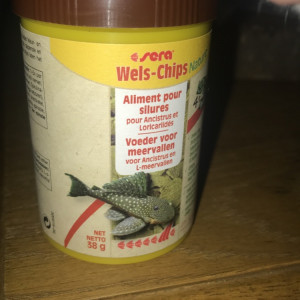 sera
Wels-Chips Nature
Aliment pour
silures
pour Ancistrus et
Loricariidés
Voeder voor
meervallen
voor Ancistrus en
L-meervallen
NET
NETTO
38 g